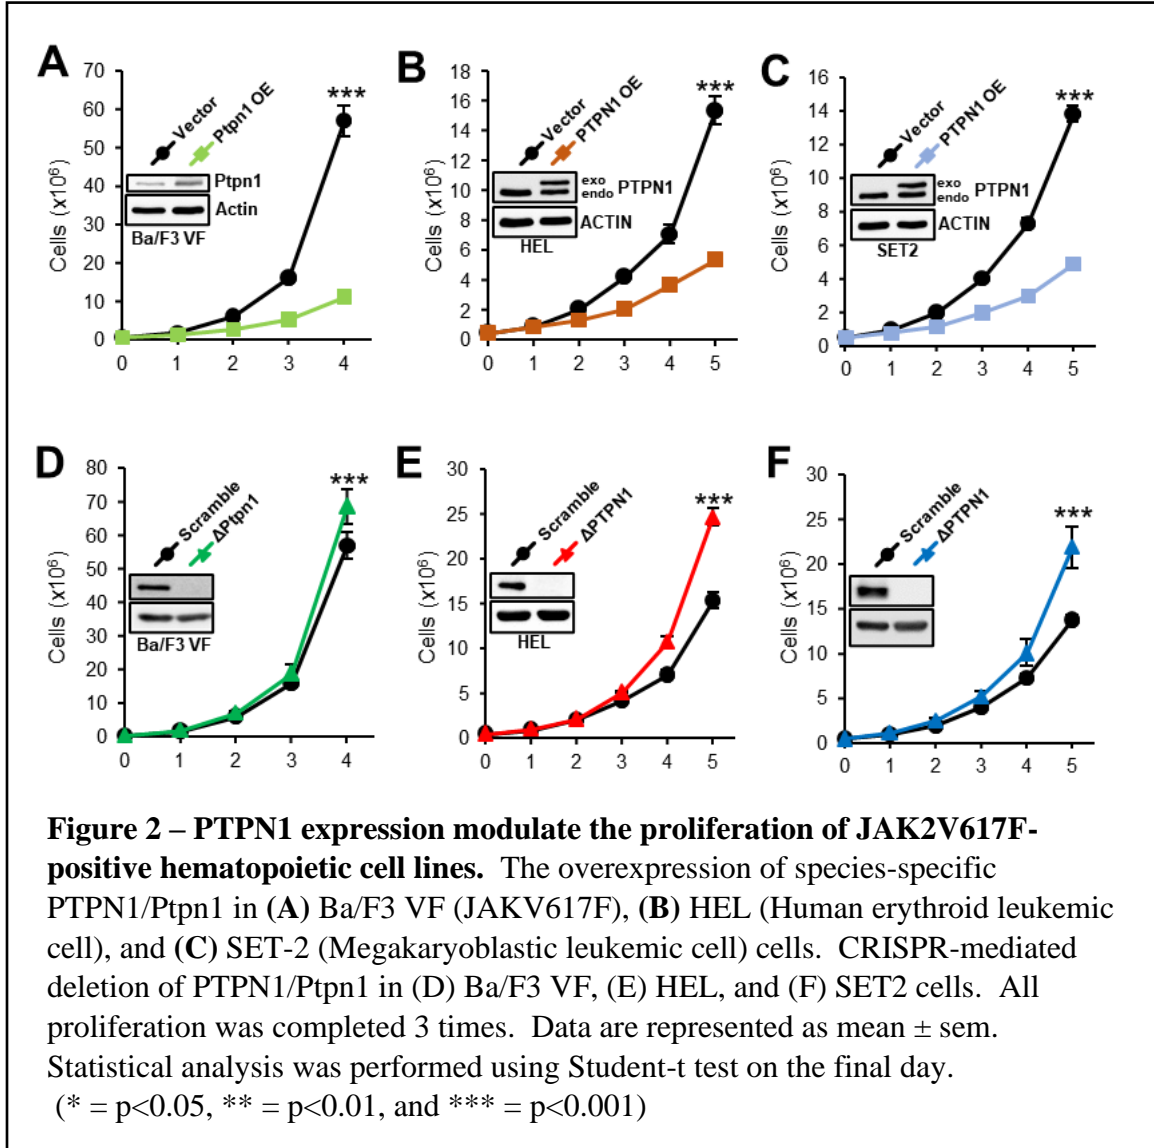 A
70
60
50
40
30
20
10
0
Cells (x10⁶)
Vector
Ptpn1 OE
Ptpn1
Actin
Ba/F3 VF
***
0 1 2 3 4
B
18
16
14
12
10
8
6
4
2
0
Vector
PTPN1 OE
exo
endo
PTPN1
ACTIN
HEL
***
0 1 2 3 4 5
C
16
14
12
10
8
6
4
2
0
Cells (x10⁶)
Vector
PTPN1 OE
exo
endo
PTPN1
ACTIN
SET2
***
0 1 2 3 4 5
D
80
70
60
50
40
30
20
10
0
Cells (x10⁶)
Scramble
ΔPtpn1
Ba/F3 VF
***
0 1 2 3 4
E
30
25
20
15
10
5
0
Cells (x10⁶)
Scramble
ΔPTPN1
HEL
***
0 1 2 3 4 5
F
30
25
20
15
10
5
0
Cells (x10⁶)
Scramble
ΔPTPN1
***
0 1 2 3 4 5
Figure 2 – PTPN1 expression modulate the proliferation of JAK2V617F-
positive hematopoietic cell lines. The overexpression of species-specific
PTPN1/Ptpn1 in (A) Ba/F3 VF (JAKV617F), (B) HEL (Human erythroid leukemic
cell), and (C) SET-2 (Megakaryoblastic leukemic cell) cells. CRISPR-mediated
deletion of PTPN1/Ptpn1 in (D) Ba/F3 VF, (E) HEL, and (F) SET2 cells. All
proliferation was completed 3 times. Data are represented as mean ± sem.
Statistical analysis was performed using Student-t test on the final day.
(* = p<0.05, ** = p<0.01, and *** = p<0.001)